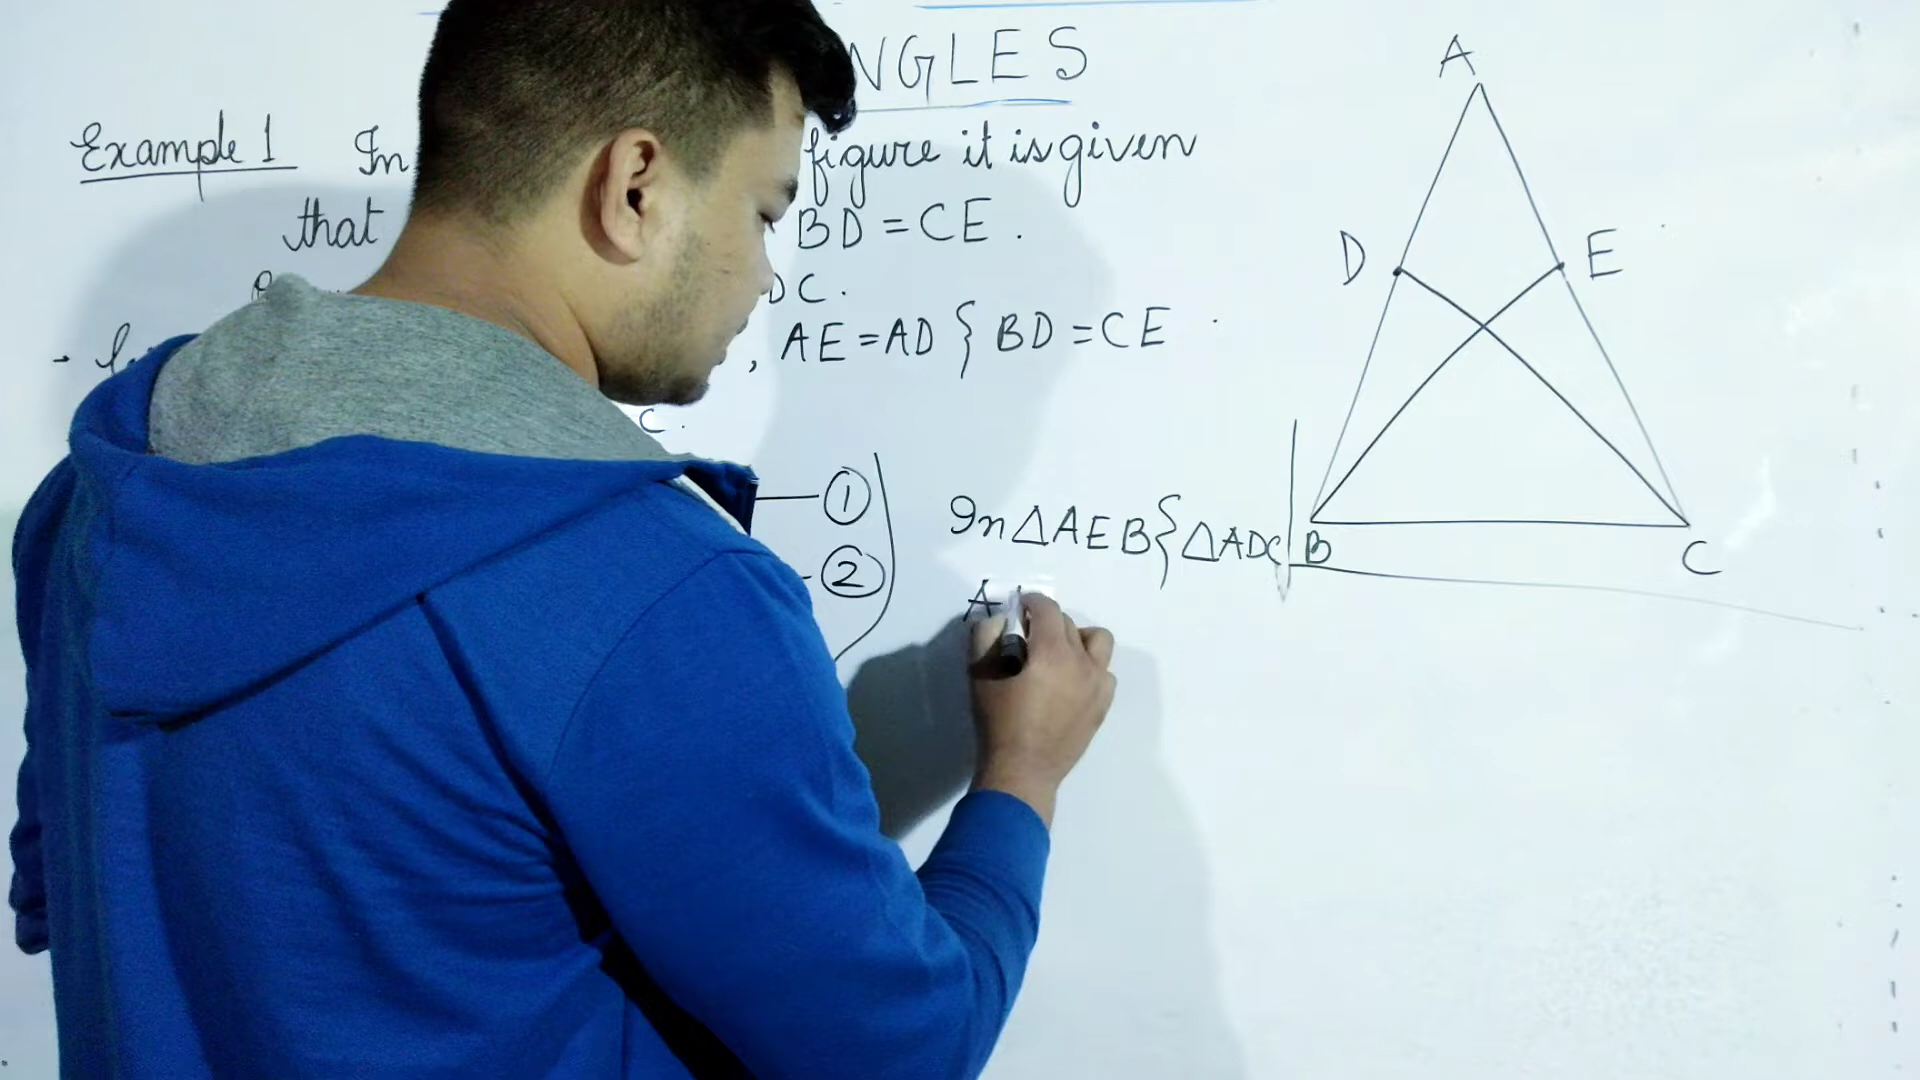 NGLES
Example 1 In figure it is given
that BD = CE .
DC.
, AE = AD { BD = CE
C .
1
2
In △AEB { △ADC
A
A
D
E
B
C